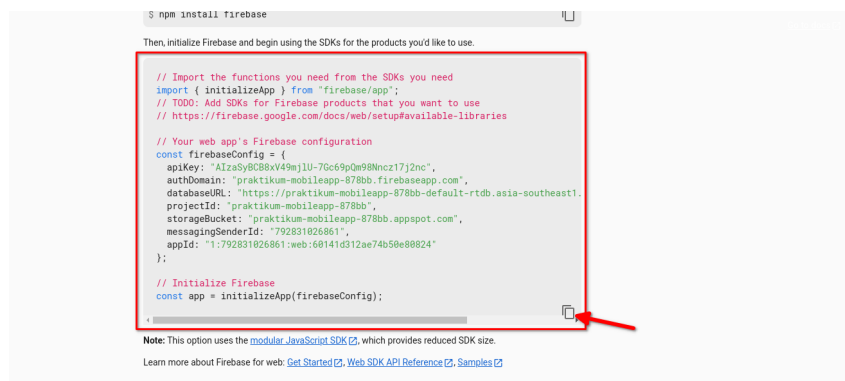 $ npm install firebase
Then, initialize Firebase and begin using the SDKs for the products you'd like to use.
// Import the functions you need from the SDKs you need
import { initializeApp } from "firebase/app";
// TODO: Add SDKs for Firebase products that you want to use
// https://firebase.google.com/docs/web/setup#available-libraries
// Your web app's Firebase configuration
const firebaseConfig = {
apiKey: "AIzaSyBCB8xV49mjlU-7Gc69pQm98Nncz17j2nc",
authDomain: "praktikum-mobileapp-878bb.firebaseapp.com",
databaseURL: "https://praktikum-mobileapp-878bb-default-rtdb.asia-southeast1.
projectId: "praktikum-mobileapp-878bb",
storageBucket: "praktikum-mobileapp-878bb.appspot.com",
messagingSenderId: "792831026861",
appId: "1:792831026861:web:60141d312ae74b50e80824"
};
// Initialize Firebase
const app = initializeApp(firebaseConfig);
Note: This option uses the modular JavaScript SDK, which provides reduced SDK size.
Learn more about Firebase for web: Get Started, Web SDK API Reference, Samples